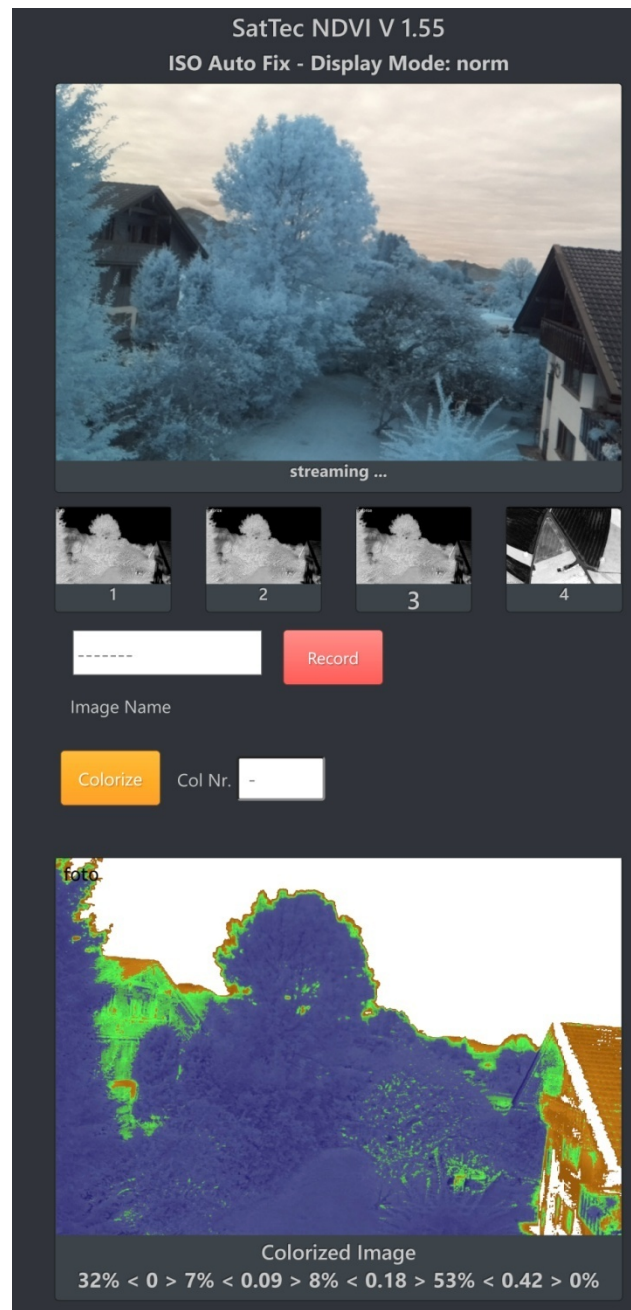 SatTec NDVI V 1.55
ISO Auto Fix - Display Mode: norm
streaming ...
1
2
3
4
-------
Record
Image Name
Colorize
Col Nr.
-
foto
Colorized Image
32% < 0 > 7% < 0.09 > 8% < 0.18 > 53% < 0.42 > 0%